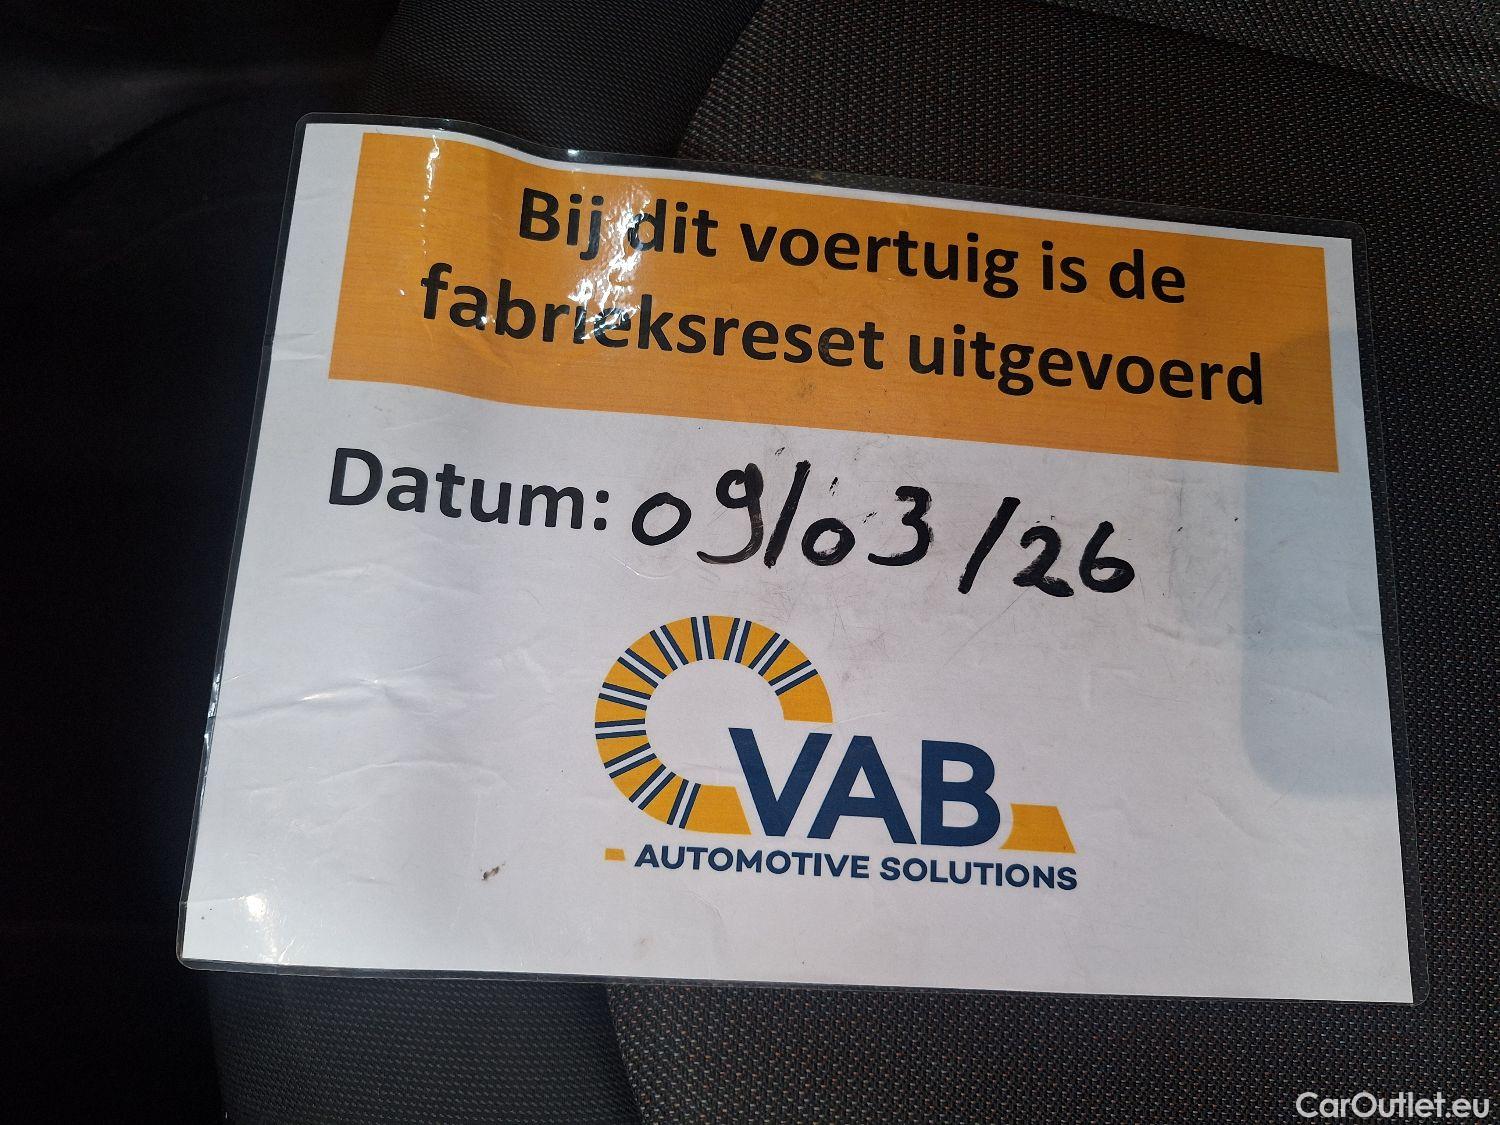 Bij dit voertuig is de
fabrieksreset uitgevoerd
Datum: 09/03/26
VAB
AUTOMOTIVE SOLUTIONS
CarOutlet.eu